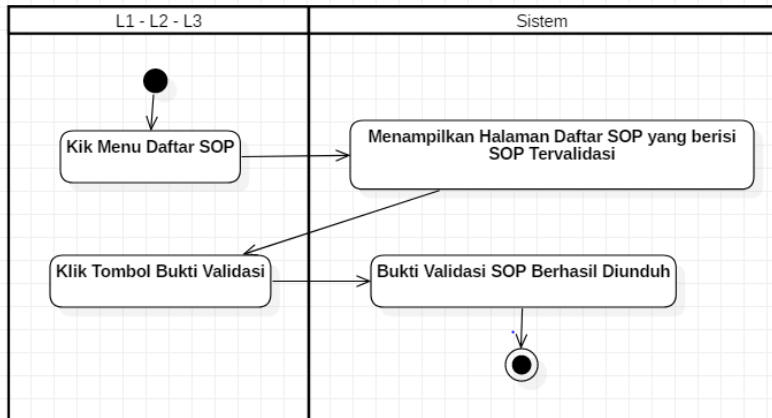 L1 - L2 - L3
Sistem
Kik Menu Daftar SOP
Menampilkan Halaman Daftar SOP yang berisi
SOP Tervalidasi
Klik Tombol Bukti Validasi
Bukti Validasi SOP Berhasil Diunduh